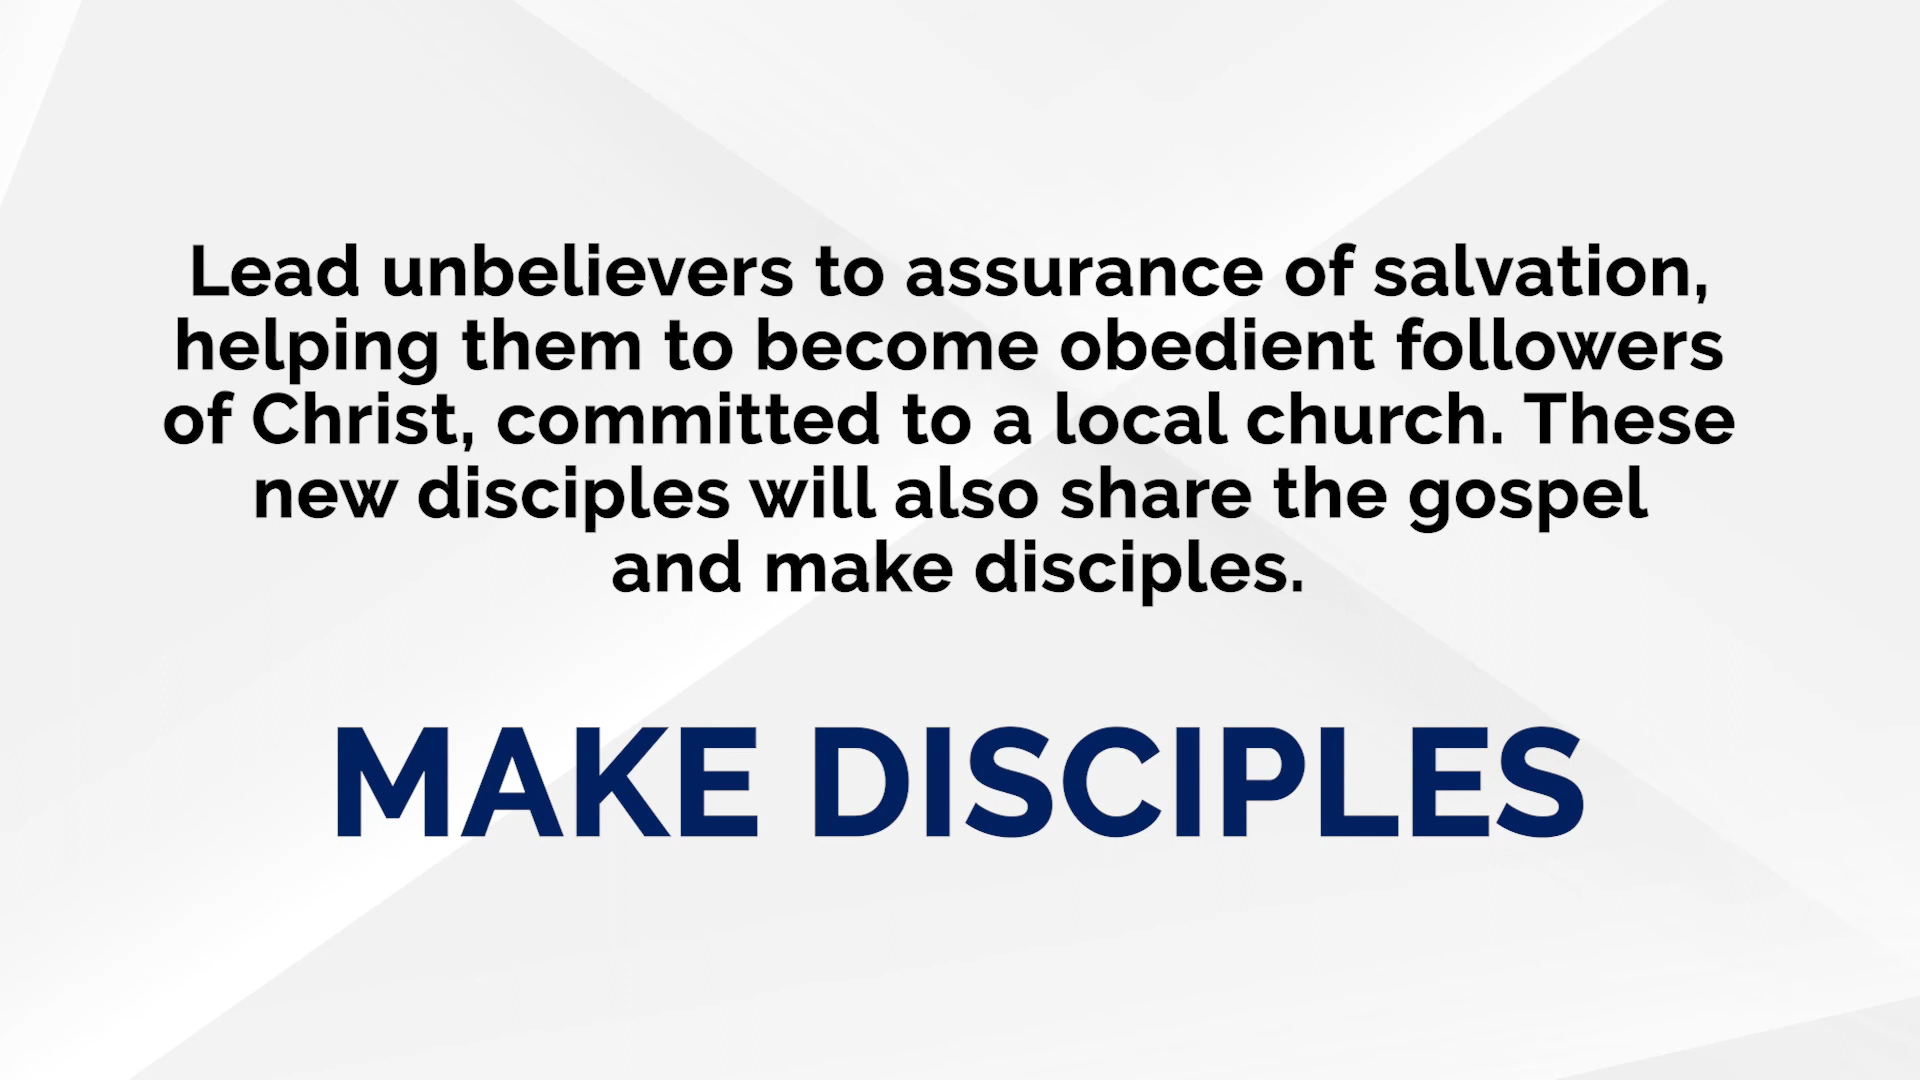 Lead unbelievers to assurance of salvation,
helping them to become obedient followers
of Christ, committed to a local church. These
new disciples will also share the gospel
and make disciples.
MAKE DISCIPLES